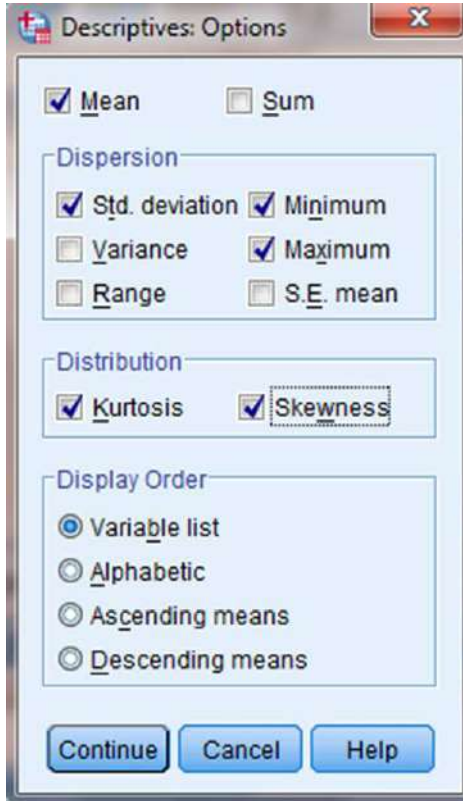 Descriptives: Options
Mean Sum
Dispersion
Std. deviation Minimum
Variance Maximum
Range S.E. mean
Distribution
Kurtosis Skewness
Display Order
Variable list
Alphabetic
Ascending means
Descending means
Continue Cancel Help